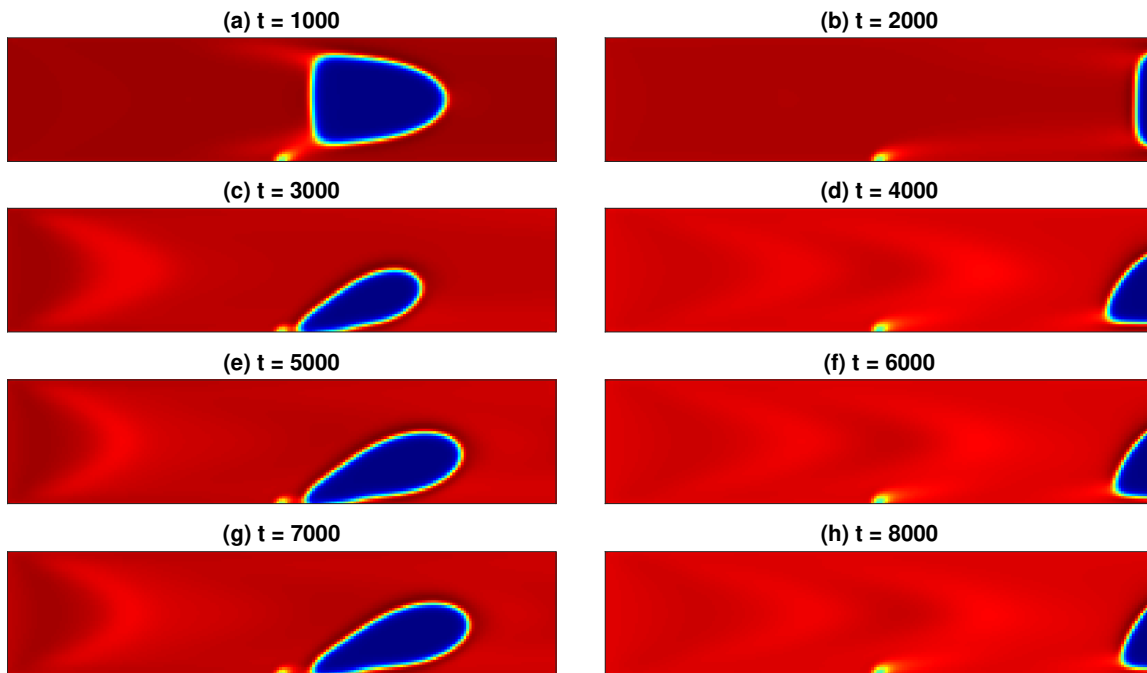 (a) t = 1000
(b) t = 2000
(c) t = 3000
(d) t = 4000
(e) t = 5000
(f) t = 6000
(g) t = 7000
(h) t = 8000